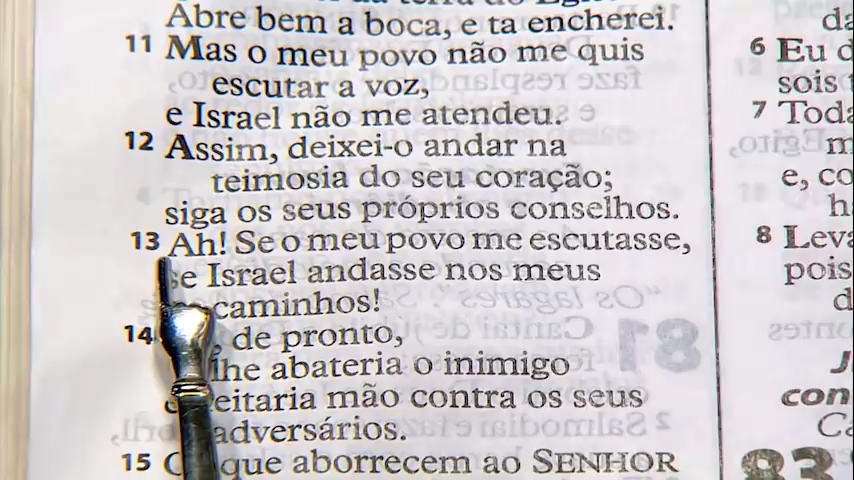 Abre bem a boca, e ta encherei.
11 Mas o meu povo não me quis
escutar a voz,
e Israel não me atendeu.
12 Assim, deixei-o andar na
teimosia do seu coração;
siga os seus próprios conselhos.
13 Ah! Se o meu povo me escutasse,
se Israel andasse nos meus
caminhos!
14 de pronto,
lhe abateria o inimigo
e deitaria mão contra os seus
adversários.
15 que aborrecem ao SENHOR
6 Eu
sois
7 Toda
e,
8
pois
83